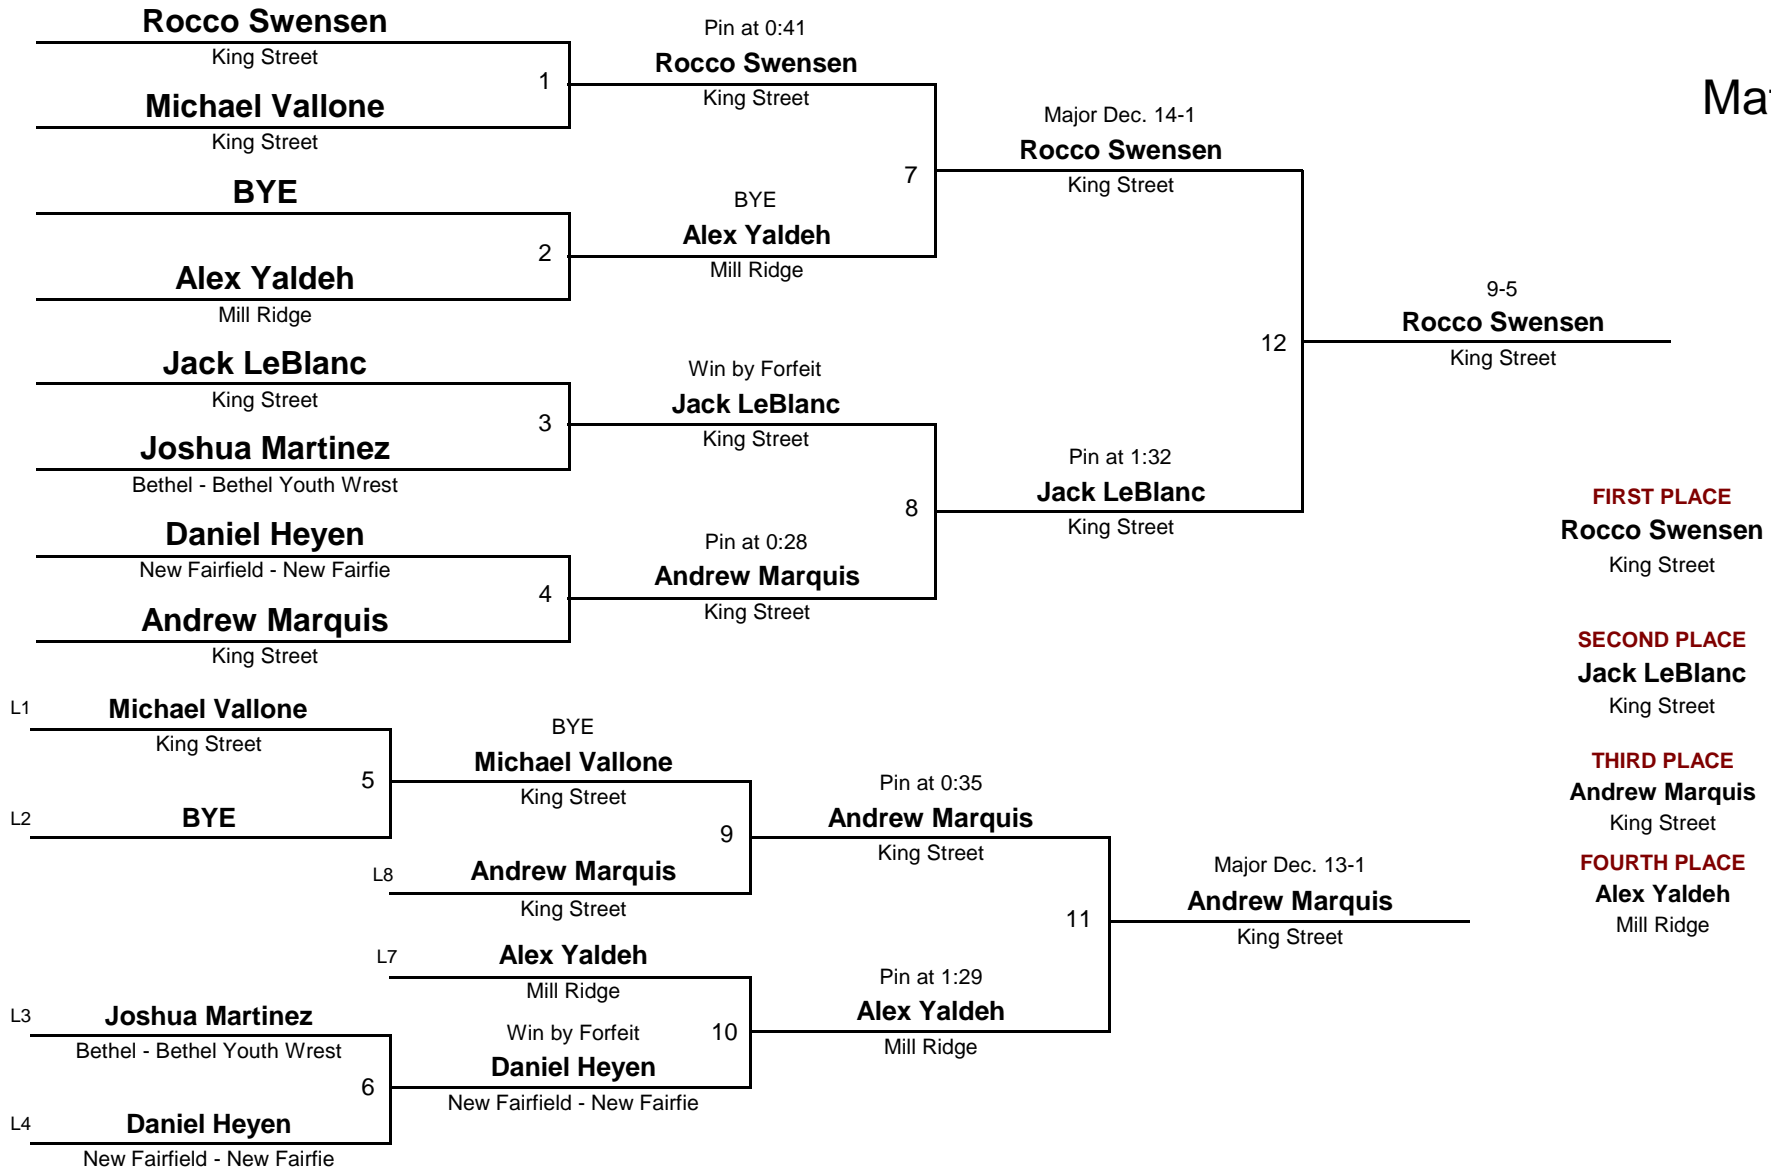 Rocco Swensen
King Street
1
Michael Vallone
King Street
BYE
2
Alex Yaldeh
Mill Ridge
Jack LeBlanc
King Street
3
Joshua Martinez
Bethel - Bethel Youth Wrest
Daniel Heyen
New Fairfield - New Fairfie
4
Andrew Marquis
King Street
Pin at 0:41
Rocco Swensen
King Street
7
BYE
Alex Yaldeh
Mill Ridge
Win by Forfeit
Jack LeBlanc
King Street
8
Pin at 0:28
Andrew Marquis
King Street
Major Dec. 14-1
Rocco Swensen
King Street
12
Pin at 1:32
Jack LeBlanc
King Street
9-5
Rocco Swensen
King Street
L1
Michael Vallone
King Street
5
L2
BYE
L3
Joshua Martinez
Bethel - Bethel Youth Wrest
6
L4
Daniel Heyen
New Fairfield - New Fairfie
BYE
Michael Vallone
King Street
9
L8
Andrew Marquis
King Street
L7
Alex Yaldeh
Mill Ridge
10
Win by Forfeit
Daniel Heyen
New Fairfield - New Fairfie
Pin at 0:35
Andrew Marquis
King Street
11
Pin at 1:29
Alex Yaldeh
Mill Ridge
Major Dec. 13-1
Andrew Marquis
King Street
FIRST PLACE
Rocco Swensen
King Street
SECOND PLACE
Jack LeBlanc
King Street
THIRD PLACE
Andrew Marquis
King Street
FOURTH PLACE
Alex Yaldeh
Mill Ridge